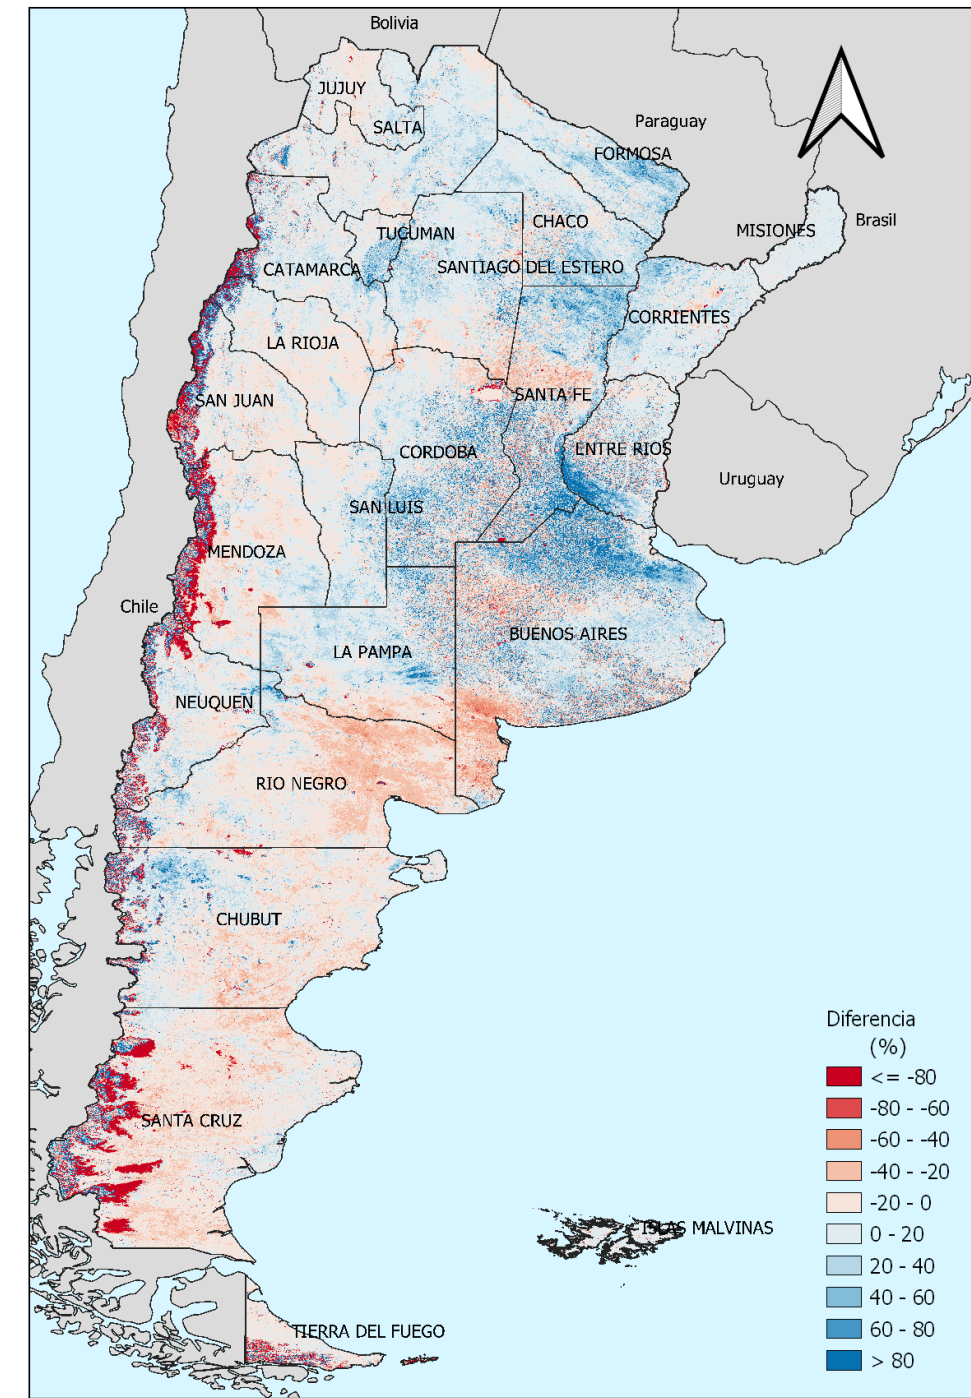 Bolivia
JUJUY
SALTA
Paraguay
FORMOSA
CHACO
MISIONES
Brasil
TUCUMAN
CATAMARCA
SANTIAGO DEL ESTERO
CORRIENTES
LA RIOJA
SAN JUAN
SANTA FE
CORDOBA
ENTRE RIOS
Uruguay
SAN LUIS
MENDOZA
Chile
BUENOS AIRES
LA PAMPA
NEUQUEN
RIO NEGRO
CHUBUT
SANTA CRUZ
ISLAS MALVINAS
TIERRA DEL FUEGO
Diferencia
(%)
<= -80
-80 - -60
-60 - -40
-40 - -20
-20 - 0
0 - 20
20 - 40
40 - 60
60 - 80
> 80